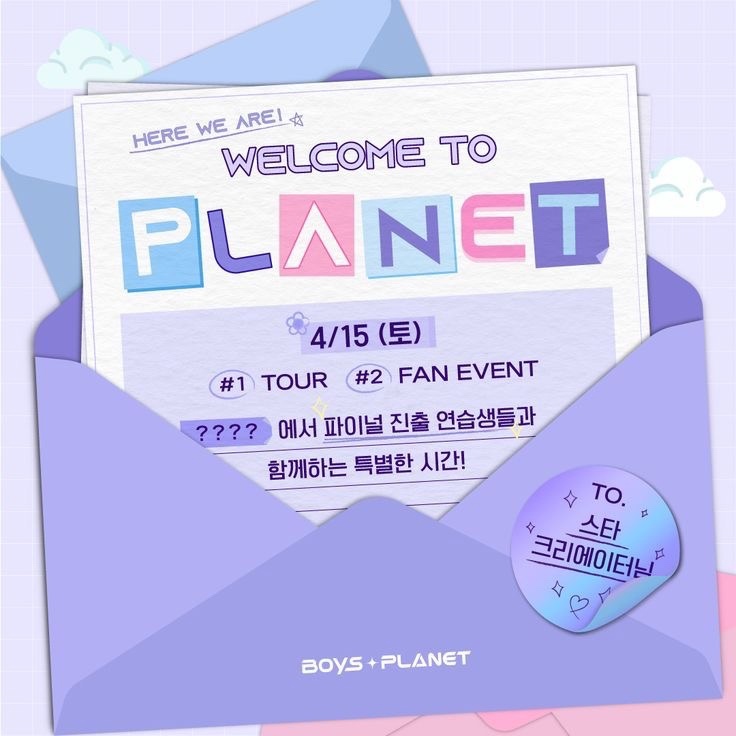 HERE WE ARE!
WELCOME TO
PLANET
4/15 (토)
#1 TOUR #2 FAN EVENT
???? 에서 파이널 진출 연습생들과
함께하는 특별한 시간!
TO.
스타
크리에이터님
BOYS PLANET